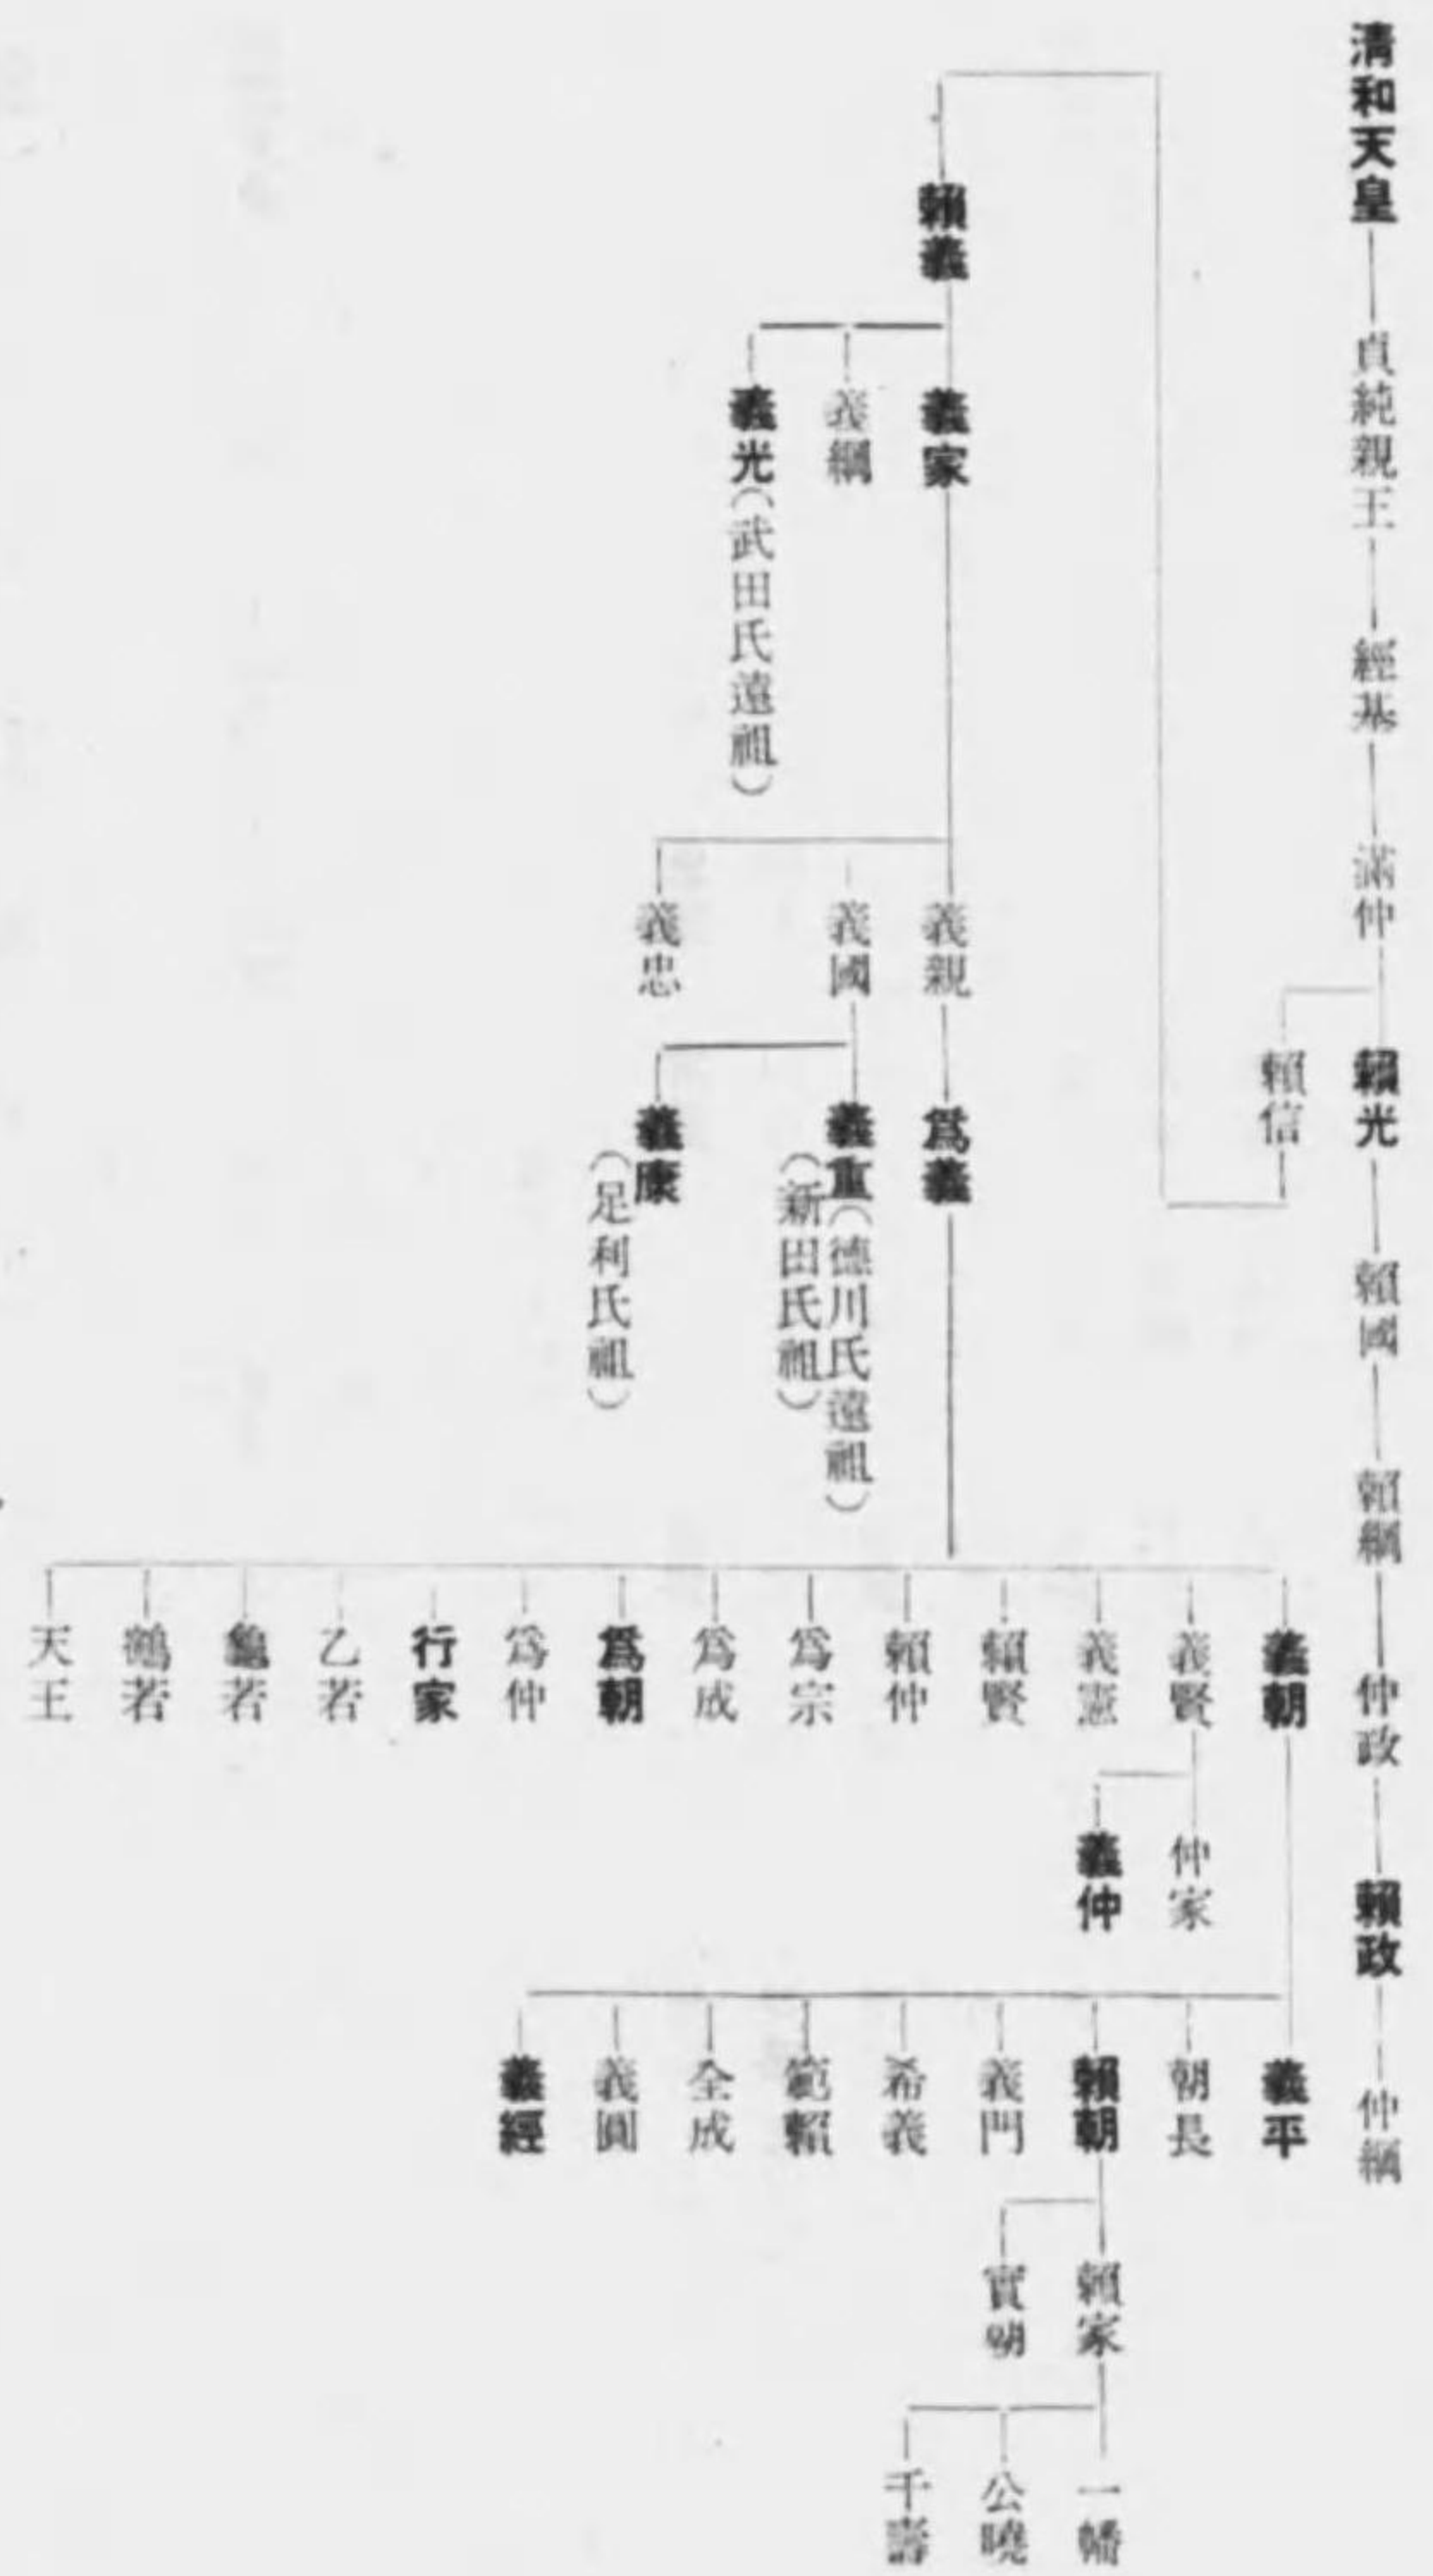 清和天皇
貞純親王
經基
滿仲
賴光
賴國
賴綱
仲政
賴政
仲綱
賴信
賴義
義家
義綱
義光(武田氏遠祖)
義親
義國
義忠
爲義
義重(德川氏遠祖)
(新田氏祖)
義康
(足利氏祖)
義朝
義賢
義憲
賴賢
賴仲
爲宗
爲成
爲朝
爲仲
行家
乙若
龜若
鶴若
天王
仲家
義仲
義平
朝長
賴朝
義門
希義
範賴
全成
義圓
義經
賴家
實朝
一幡
公曉
千壽